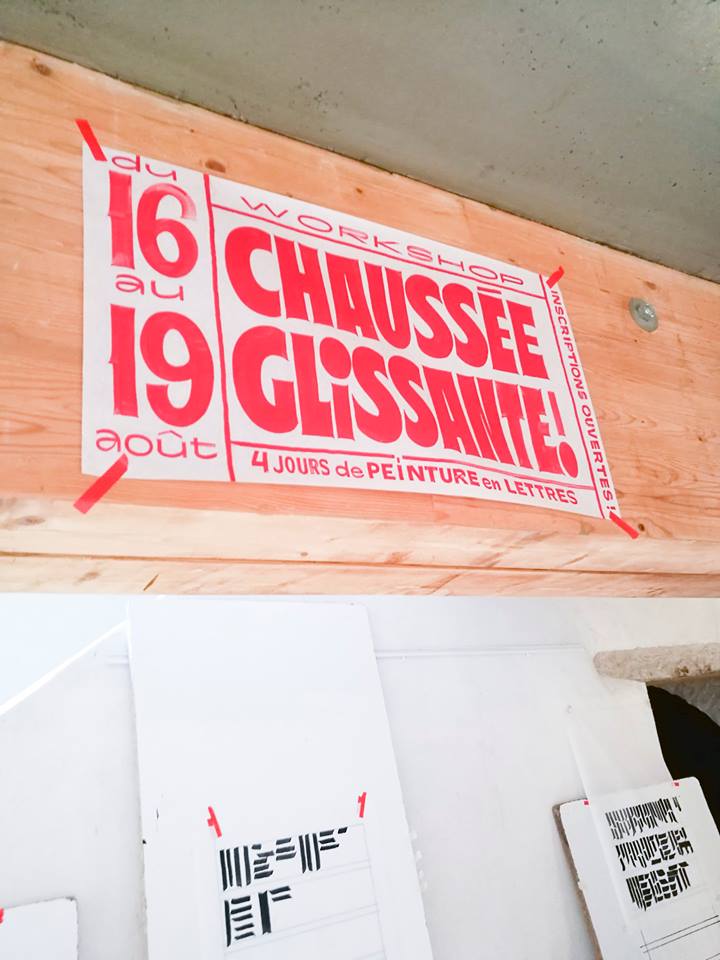 du
16
au
19
août
WORKSHOP
CHAUSSÉE
GLiSSANTE!
4 JOURS de PEiNTURE en LETTRES
INSCRIPTIONS OUVERTES !